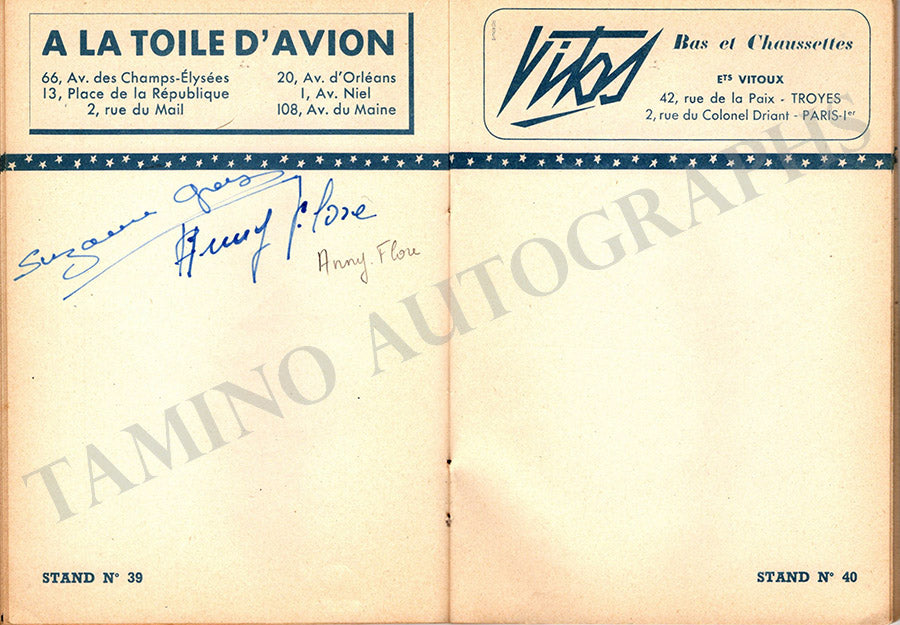 A LA TOILE D'AVION
66, Av. des Champs-Élysées
20, Av. d'Orléans
13, Place de la République
1, Av. Niel
2, rue du Mail
108, Av. du Maine
Vitos
Bas et Chaussettes
Ets VITOUX
42, rue de la Paix - TROYES
2, rue du Colonel Driant - PARIS-Ier
Suzanne
Anny Flore
Anny. Flore
TAMINO AUTOGRAPHS
STAND N° 39
STAND N° 40